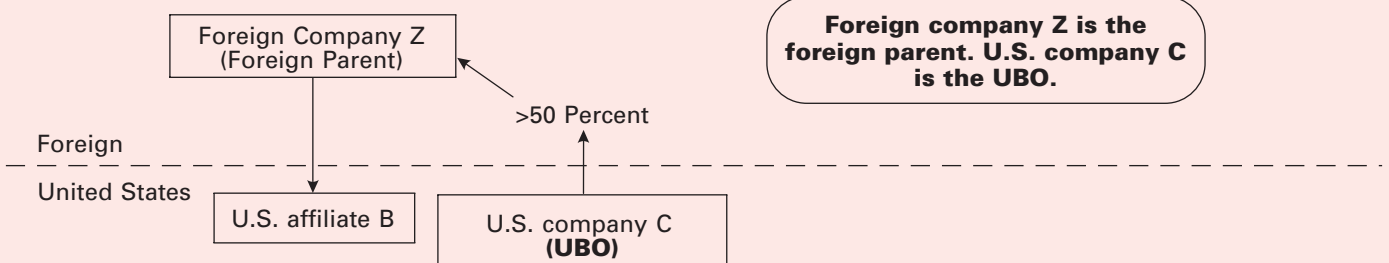 Foreign Company Z
(Foreign Parent)
Foreign company Z is the
foreign parent. U.S. company C
is the UBO.
>50 Percent
Foreign
United States
U.S. affiliate B
U.S. company C
(UBO)